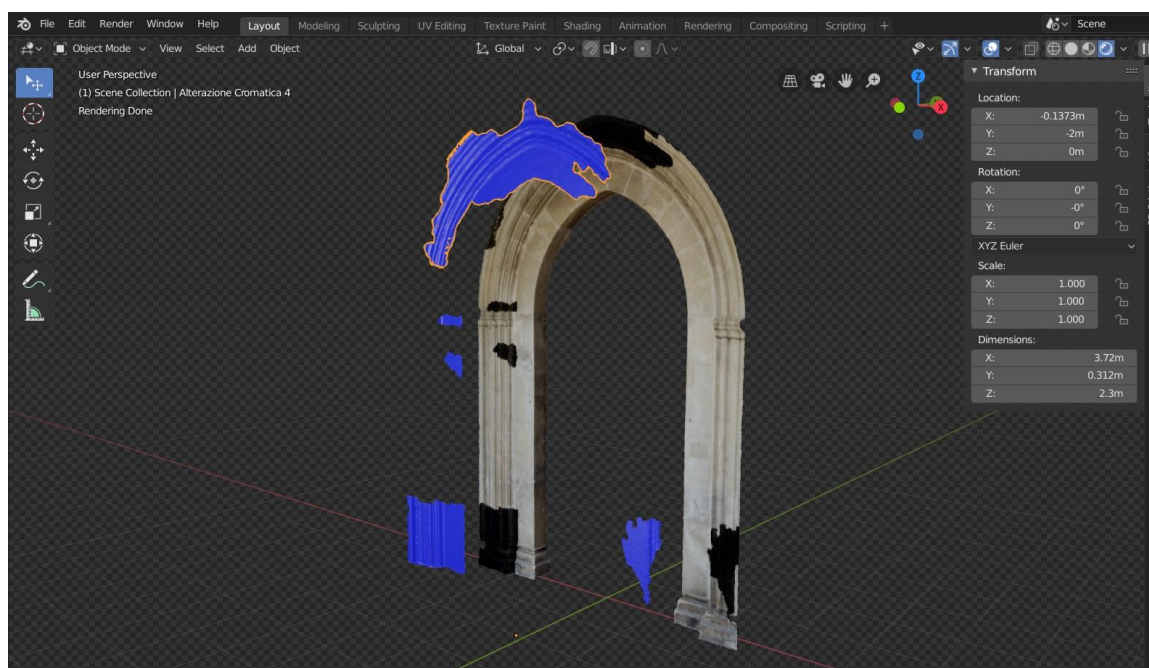 File Edit Render Window Help Layout Modeling Sculpting UV Editing Texture Paint Shading Animation Rendering Compositing Scripting + Scene
Object Mode View Select Add Object Global
User Perspective
(1) Scene Collection | Alterazione Cromatica 4
Rendering Done
Z
X
Transform
Location:
X: -0.1373m
Y: -2m
Z: 0m
Rotation:
X: 0°
Y: -0°
Z: 0°
XYZ Euler
Scale:
X: 1.000
Y: 1.000
Z: 1.000
Dimensions:
X: 3.72m
Y: 0.312m
Z: 2.3m